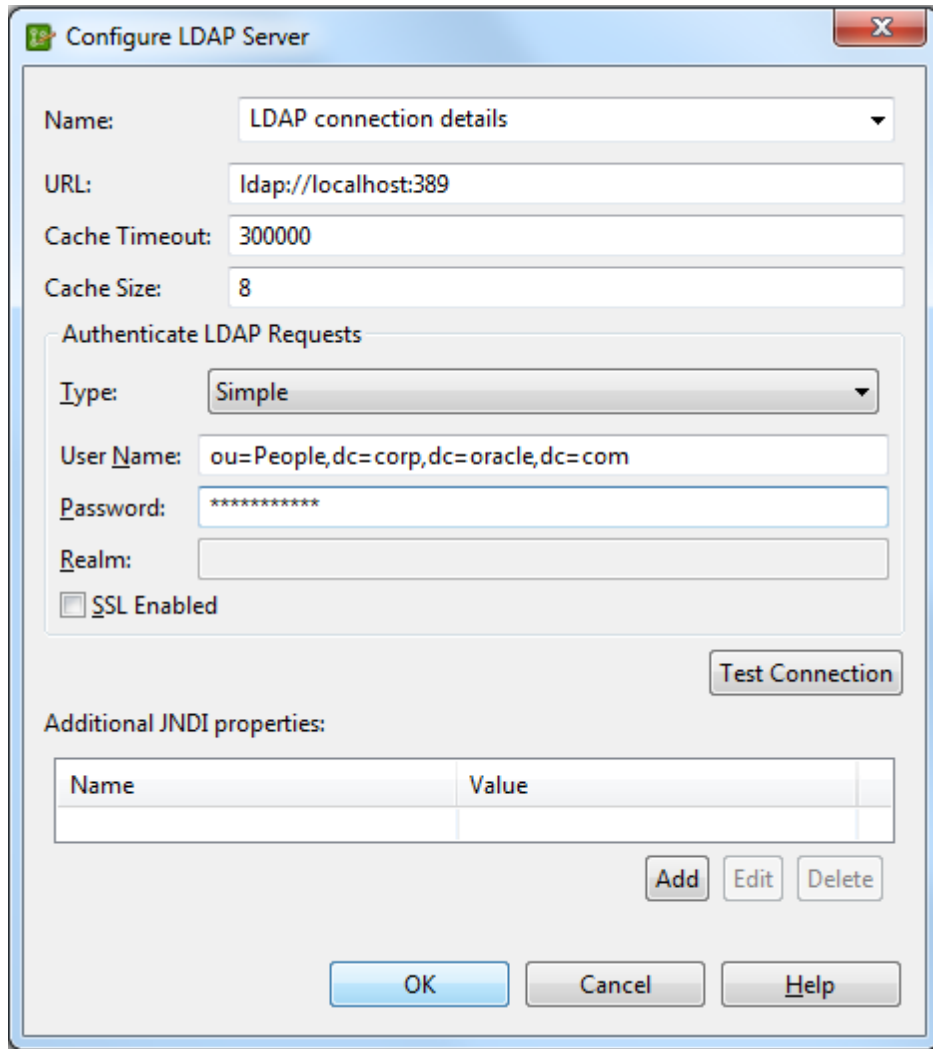 Configure LDAP Server
Name: LDAP connection details
URL: ldap://localhost:389
Cache Timeout: 300000
Cache Size: 8
Authenticate LDAP Requests
Type: Simple
User Name: ou=People,dc=corp,dc=oracle,dc=com
Password: ***********
Realm:
SSL Enabled
Test Connection
Additional JNDI properties:
Name Value
Add Edit Delete
OK Cancel Help